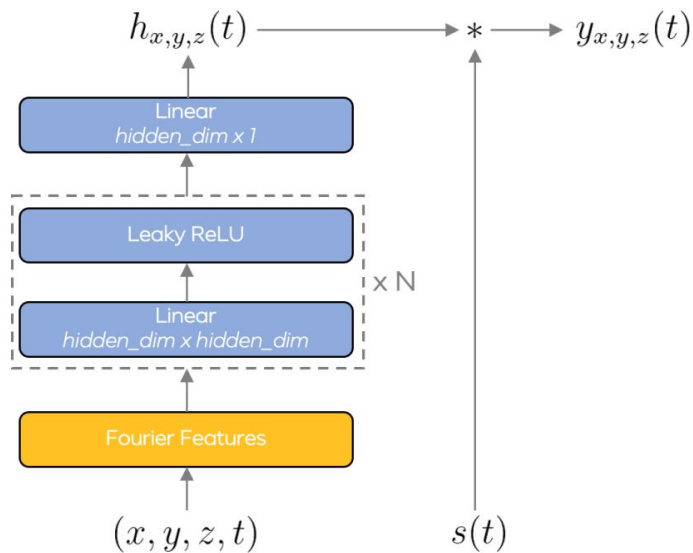 h_{x,y,z}(t)
*
y_{x,y,z}(t)
Linear
hidden_dim x 1
Leaky ReLU
x N
Linear
hidden_dim x hidden_dim
Fourier Features
(x, y, z, t)
s(t)